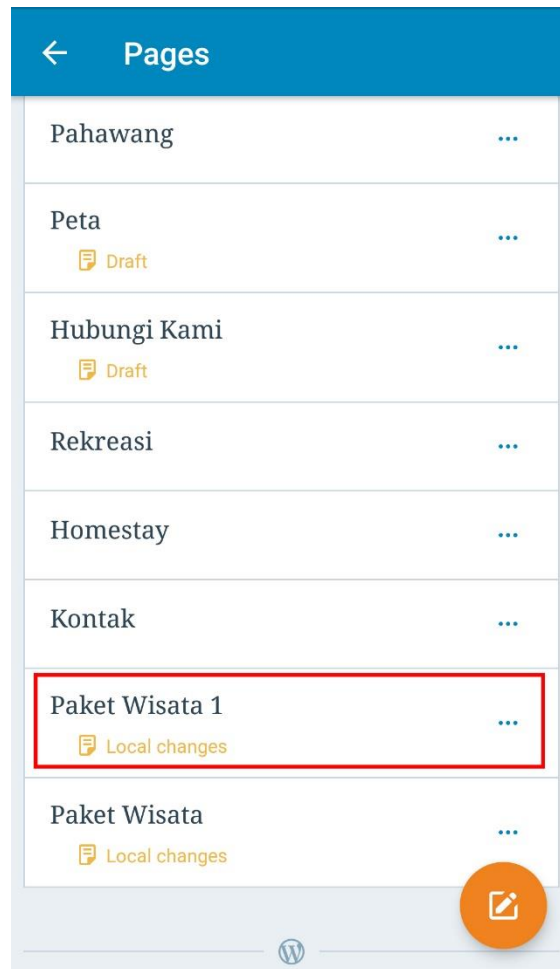 Pages
Pahawang
Peta
Draft
Hubungi Kami
Draft
Rekreasi
Homestay
Kontak
Paket Wisata 1
Local changes
Paket Wisata
Local changes